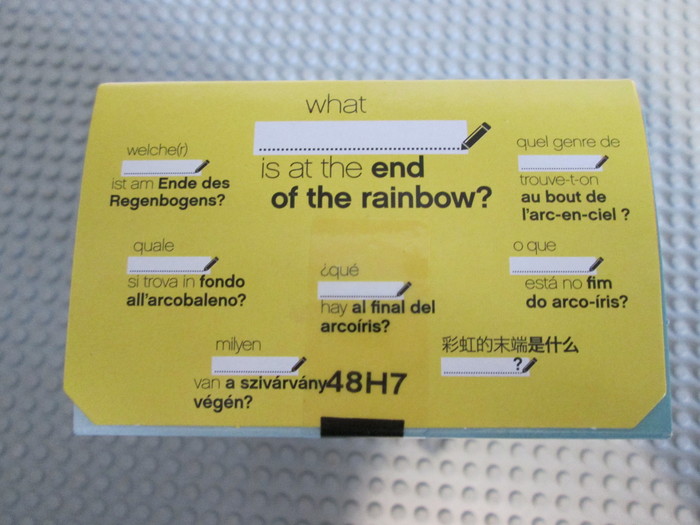 what
is at the end
of the rainbow?
welche(r)
ist am Ende des
Regenbogens?
quel genre de
trouve-t-on
au bout de
l'arc-en-ciel ?
quale
si trova in fondo
all'arcobaleno?
¿qué
hay al final del
arcoíris?
o que
está no fim
do arco-íris?
milyen
van a szivárvány
végén?
48H7
彩虹的末端是什么
?